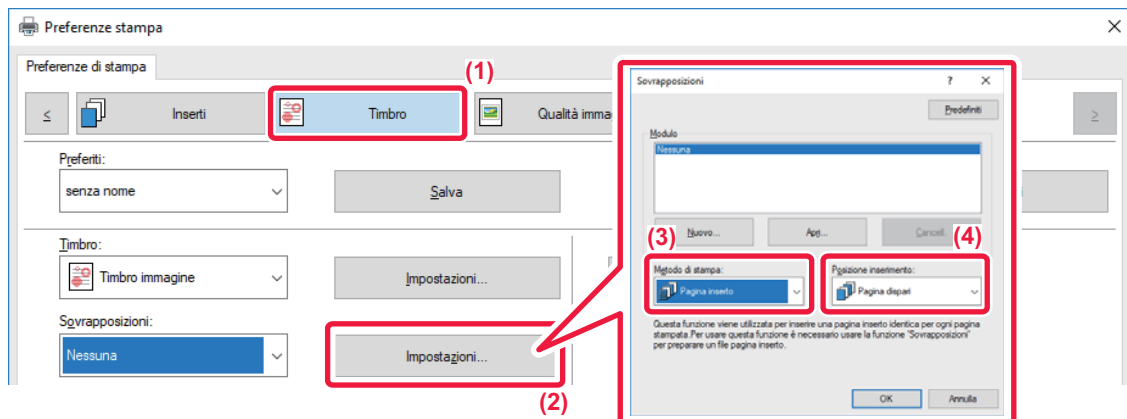 Preferenze stampa
Preferenze di stampa
(1)
< Inserti Timbro Qualità imma >
Preferiti:
senza nome Salva
Timbro:
Timbro immagine Impostazioni...
Sovrapposizioni:
Nessuna Impostazioni...
(2)
Sovrapposizioni ?
Predefiniti
Modulo
Nessuna
Nuovo... Apri... Cancell.
(3) (4)
Metodo di stampa: Posizione inserimento:
Pagina inserto Pagina dispari
Questa funzione viene utilizzata per inserire una pagina inserto identica per ogni pagina
stampata.Per usare questa funzione è necessario usare la funzione 'Sovrapposizioni'
per preparare un file pagina inserto.
OK Annulla